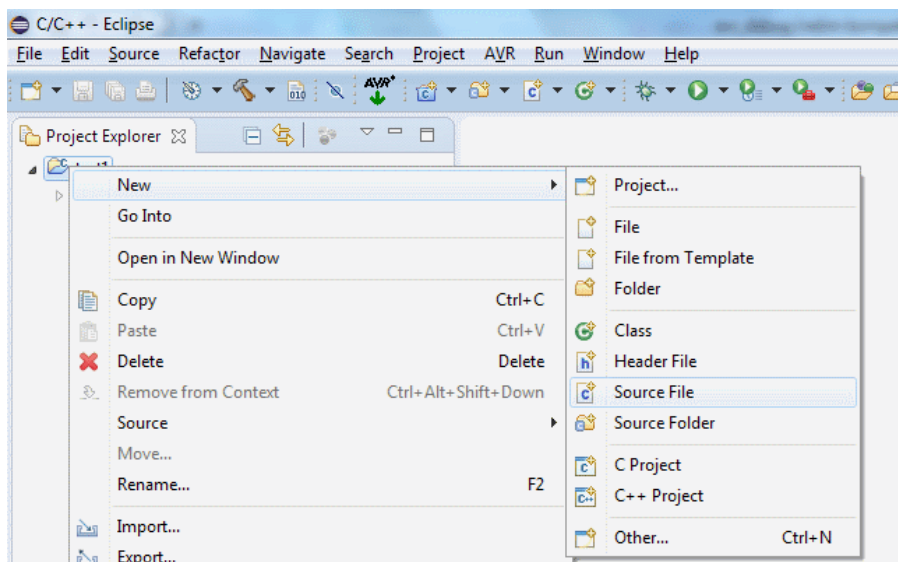 C/C++ - Eclipse
File Edit Source Refactor Navigate Search Project AVR Run Window Help
010 AVR
Project Explorer
New
Go Into
Open in New Window
Copy Ctrl+C
Paste Ctrl+V
Delete Delete
Remove from Context Ctrl+Alt+Shift+Down
Source
Move...
Rename... F2
Import...
Export...
Project...
File
File from Template
Folder
Class
Header File
Source File
Source Folder
C Project
C++ Project
Other... Ctrl+N